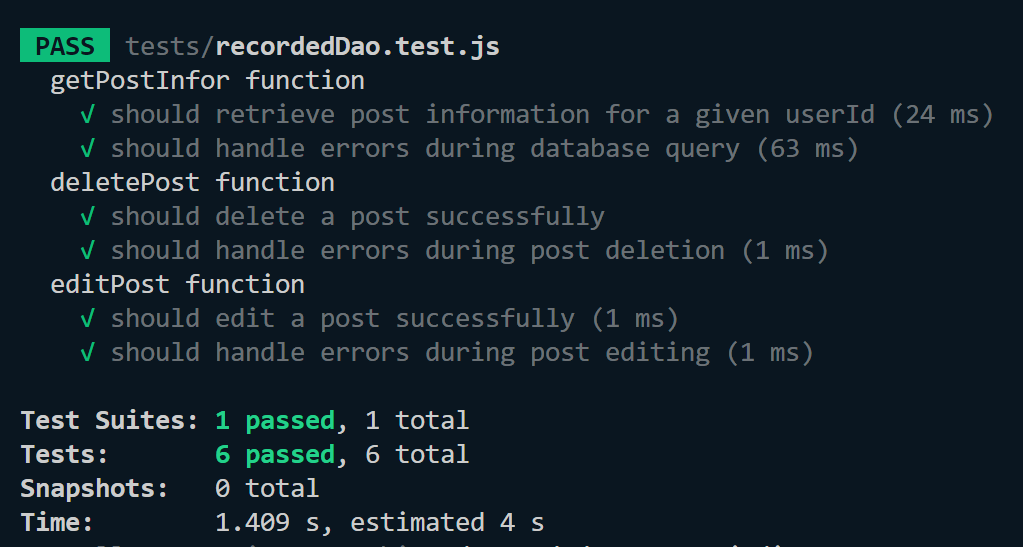 PASS tests/recordedDao.test.js
getPostInfor function
√ should retrieve post information for a given userId (24 ms)
√ should handle errors during database query (63 ms)
deletePost function
√ should delete a post successfully
√ should handle errors during post deletion (1 ms)
editPost function
√ should edit a post successfully (1 ms)
√ should handle errors during post editing (1 ms)
Test Suites: 1 passed, 1 total
Tests: 6 passed, 6 total
Snapshots: 0 total
Time: 1.409 s, estimated 4 s